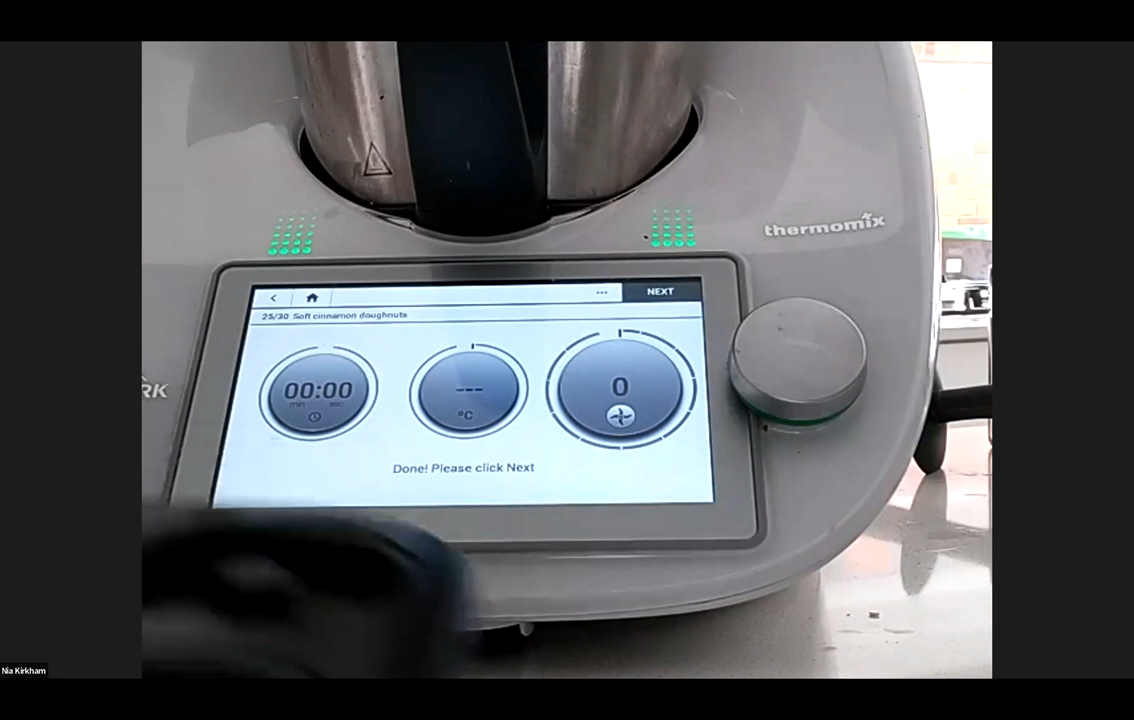 thermomix
NEXT
25/30 Soft cinnamon doughnuts
00:00
min sec
---
°C
0
RK
Done! Please click Next
Nia Kirkham